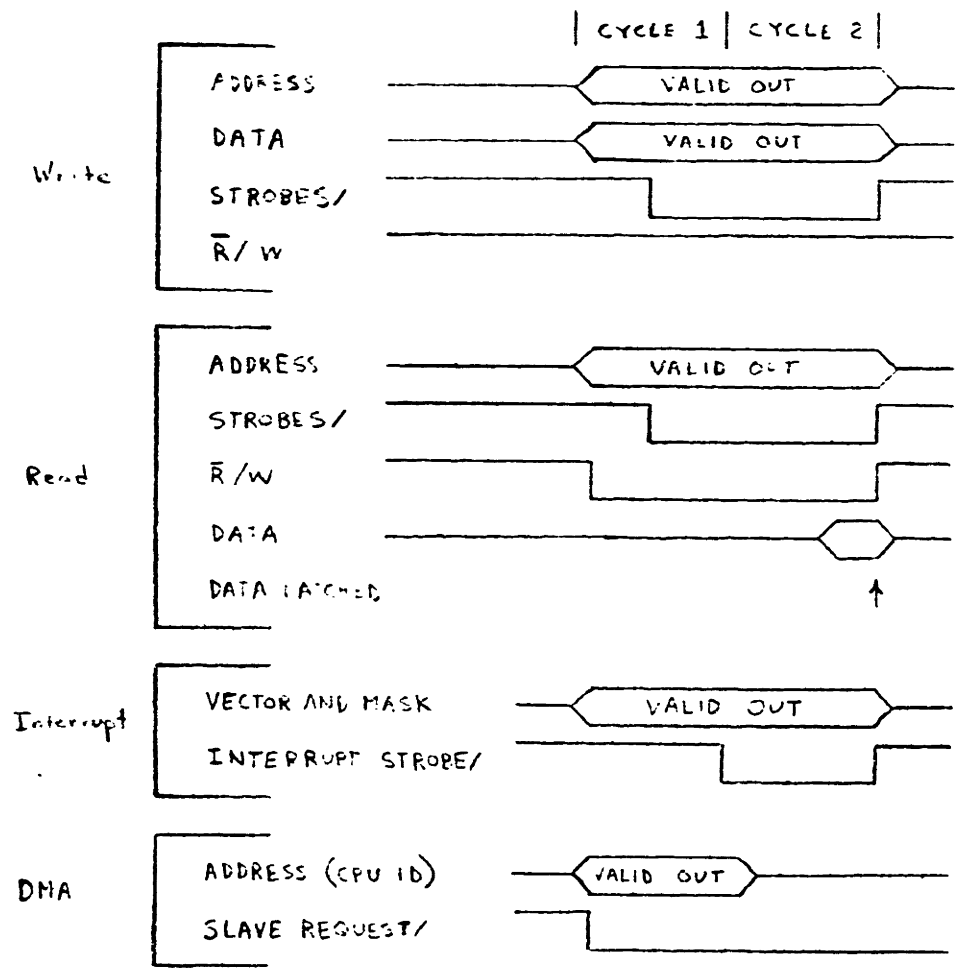 | CYCLE 1 | CYCLE 2 |
ADDRESS VALID OUT
DATA VALID OUT
Write
STROBES/
R̅/W
ADDRESS VALID OUT
STROBES/
Read
R̅/W
DATA
DATA LATCHED
VECTOR AND MASK VALID OUT
Interrupt
INTERRUPT STROBE/
ADDRESS (CPU ID) VALID OUT
DMA
SLAVE REQUEST/